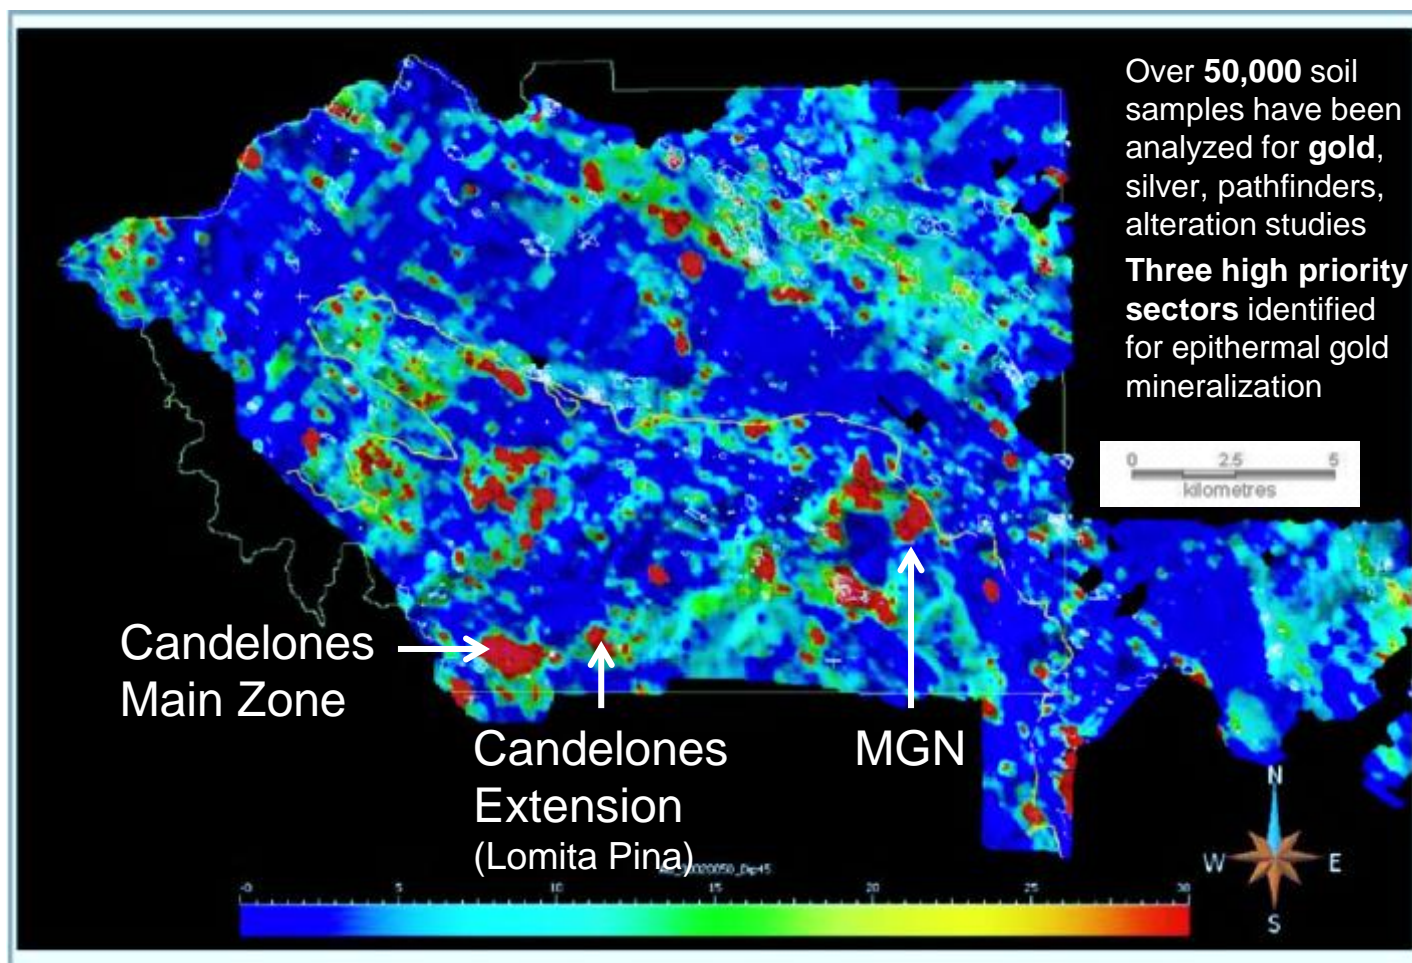 Over 50,000 soil
samples have been
analyzed for gold,
silver, pathfinders,
alteration studies
Three high priority
sectors identified
for epithermal gold
mineralization
0 2.5 5
kilometres
Candelones
Main Zone
Candelones
Extension
(Lomita Pina)
MGN
N
W E
S
-0 5 15 20 25 30